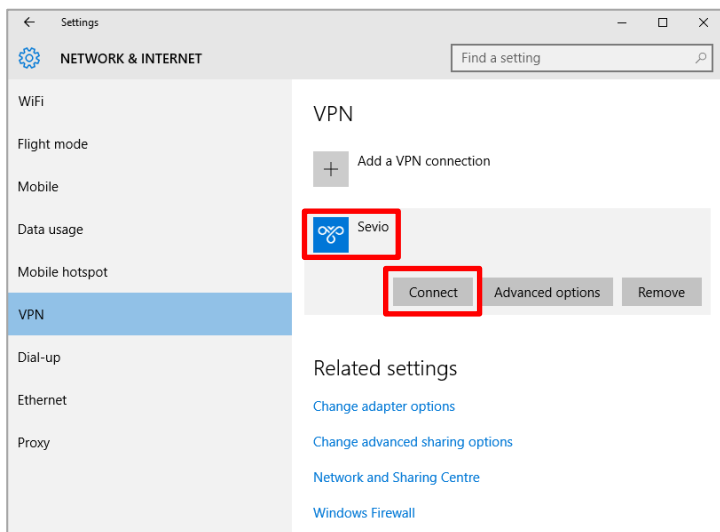 Settings
NETWORK & INTERNET
Find a setting
WiFi
Flight mode
Mobile
Data usage
Mobile hotspot
VPN
Dial-up
Ethernet
Proxy
VPN
Add a VPN connection
Sevio
Connect
Advanced options
Remove
Related settings
Change adapter options
Change advanced sharing options
Network and Sharing Centre
Windows Firewall